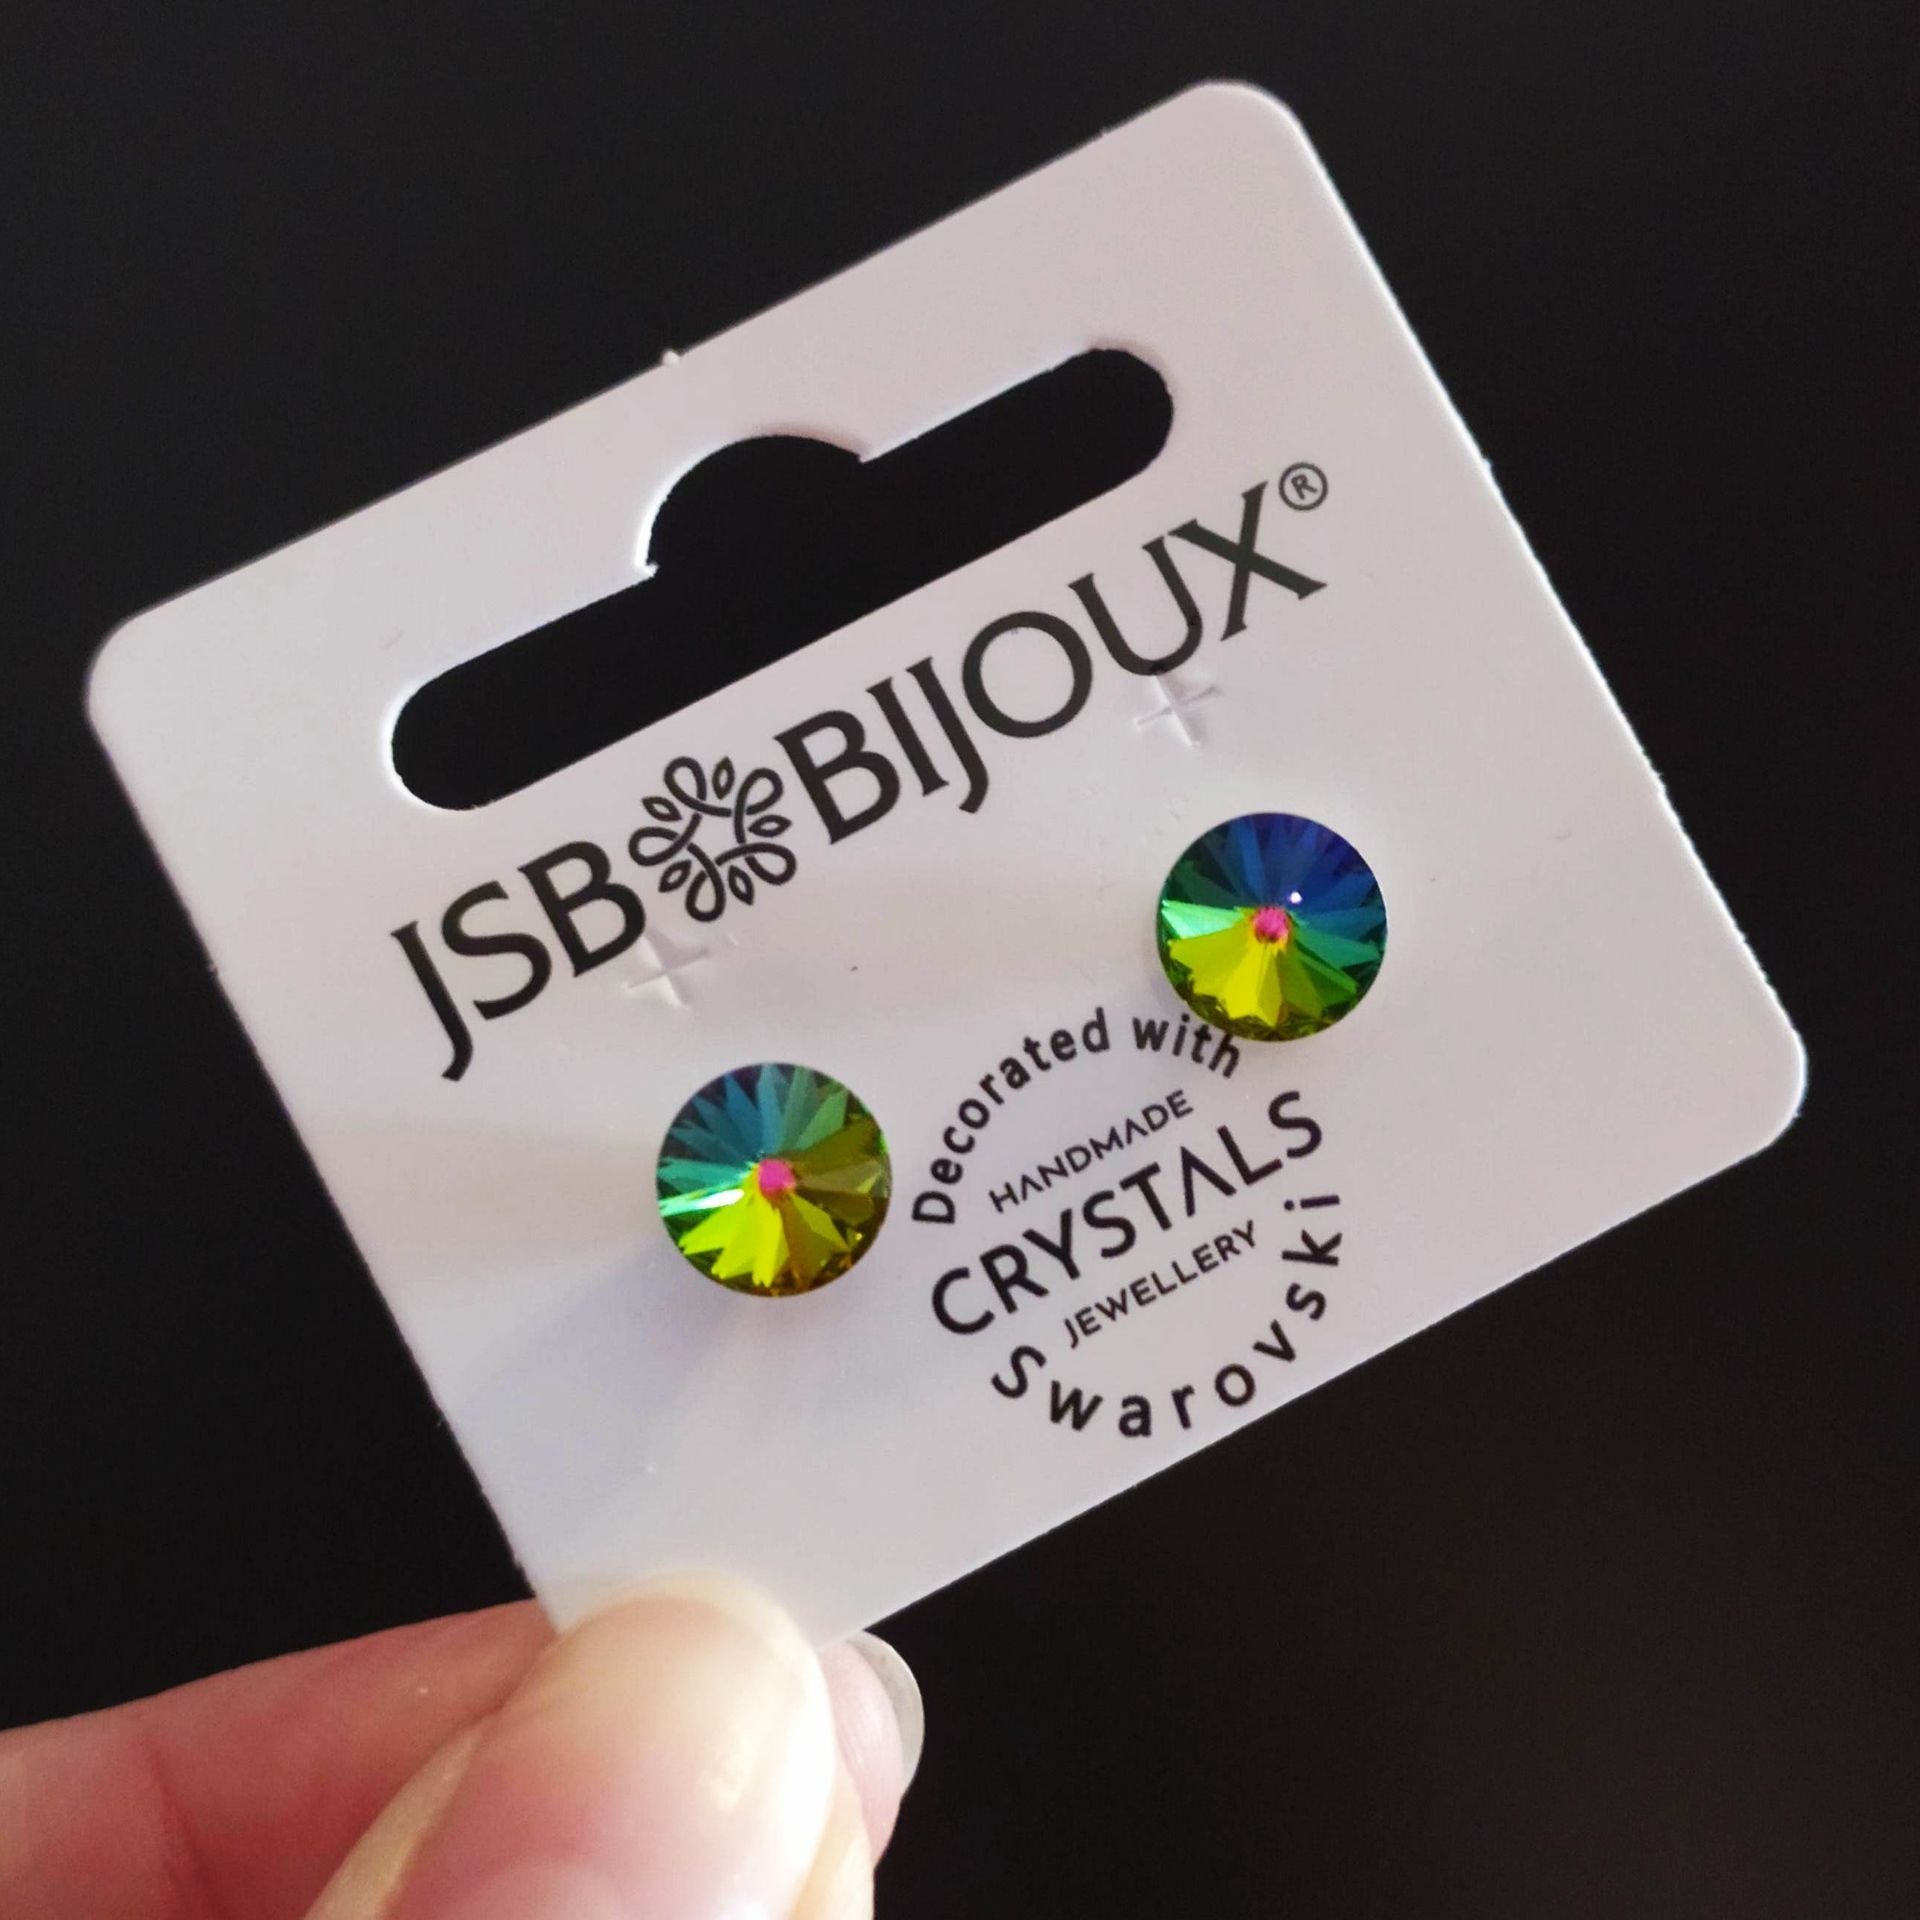 JSB BIJOUX®
Decorated with
HANDMADE
CRYSTALS
JEWELLERY
Swarovski